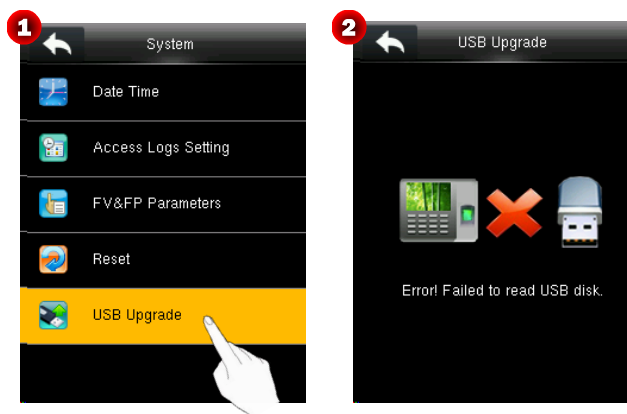 1
System
Date Time
Access Logs Setting
FV&FP Parameters
Reset
USB Upgrade
2
USB Upgrade
Error! Failed to read USB disk.